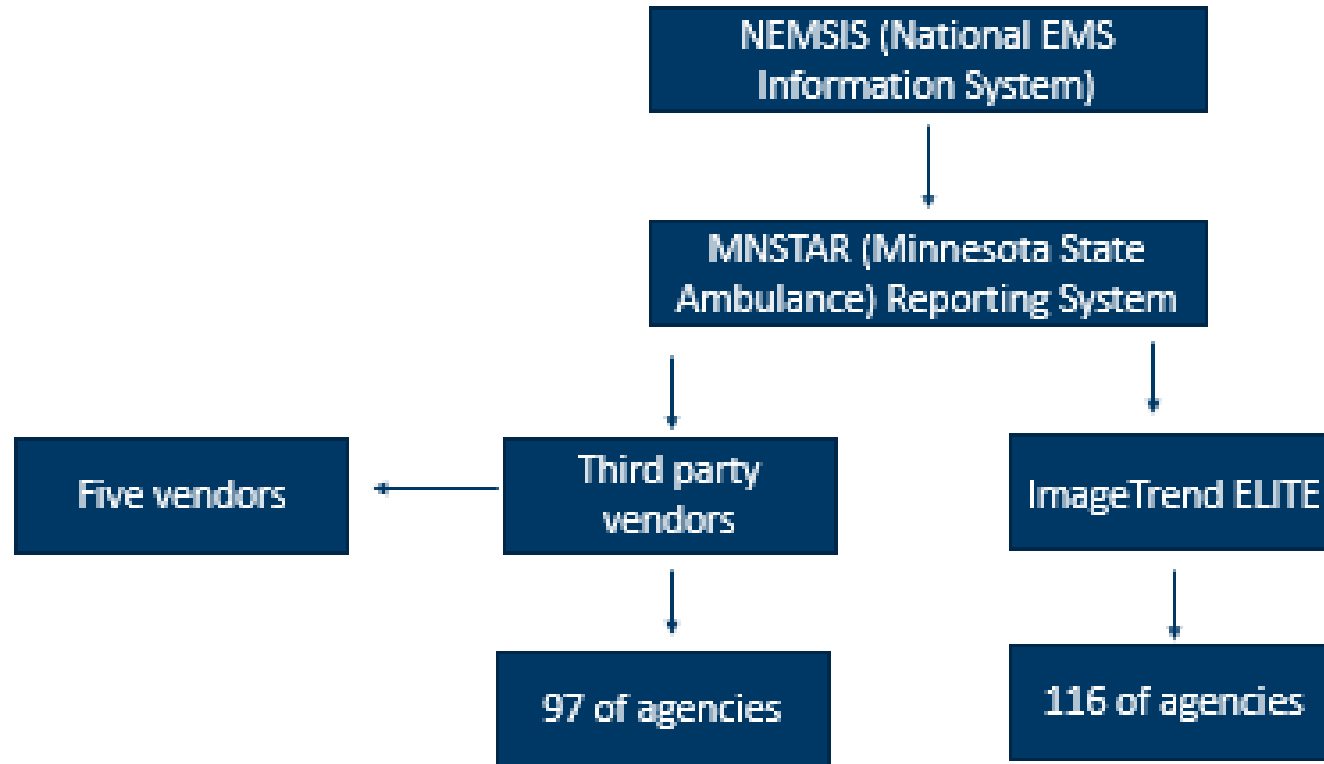 NEMSIS (National EMS
Information System)
MNSTAR (Minnesota State
Ambulance) Reporting System
Five vendors
Third party
vendors
ImageTrend ELITE
97 of agencies
116 of agencies